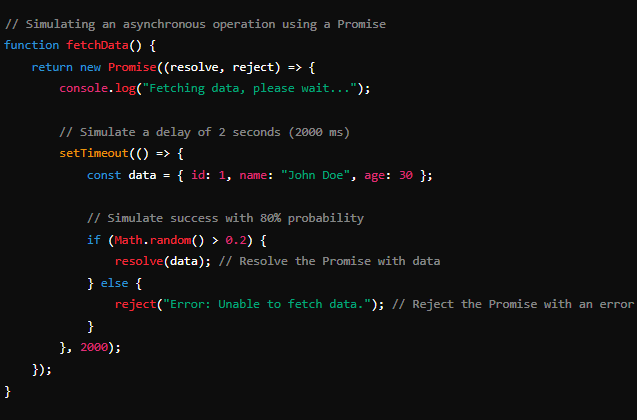 // Simulating an asynchronous operation using a Promise
function fetchData() {
    return new Promise((resolve, reject) => {
        console.log("Fetching data, please wait...");
        // Simulate a delay of 2 seconds (2000 ms)
        setTimeout(() => {
            const data = { id: 1, name: "John Doe", age: 30 };
            // Simulate success with 80% probability
            if (Math.random() > 0.2) {
                resolve(data); // Resolve the Promise with data
            } else {
                reject("Error: Unable to fetch data."); // Reject the Promise with an error
            }
        }, 2000);
    });
}